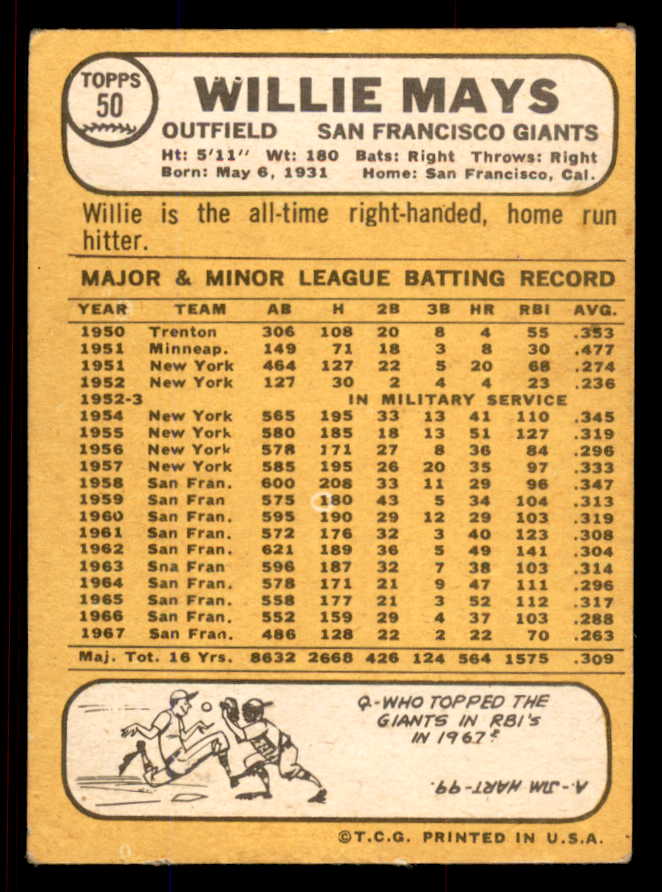 TOPPS
50
WILLIE MAYS
OUTFIELD SAN FRANCISCO GIANTS
Ht: 5'11" Wt: 180 Bats: Right Throws: Right
Born: May 6, 1931 Home: San Francisco, Cal.
Willie is the all-time right-handed, home run
hitter.
MAJOR & MINOR LEAGUE BATTING RECORD
YEAR TEAM AB H 2B 3B HR RBI AVG.
1950 Trenton 306 108 20 8 4 55 .353
1951 Minneap. 149 71 18 3 8 30 .477
1951 New York 464 127 22 5 20 68 .274
1952 New York 127 30 2 4 4 23 .236
1952-3 IN MILITARY SERVICE
1954 New York 565 195 33 13 41 110 .345
1955 New York 580 185 18 13 51 127 .319
1956 New York 578 171 27 8 36 84 .296
1957 New York 585 195 26 20 35 97 .333
1958 San Fran. 600 208 33 11 29 96 .347
1959 San Fran 575 180 43 5 34 104 .313
1960 San Fran. 595 190 29 12 29 103 .319
1961 San Fran. 572 176 32 3 40 123 .308
1962 San Fran. 621 189 36 5 49 141 .304
1963 Sna Fran 596 187 32 7 38 103 .314
1964 San Fran. 578 171 21 9 47 111 .296
1965 San Fran. 558 177 21 3 52 112 .317
1966 San Fran. 552 159 29 4 37 103 .288
1967 San Fran. 486 128 22 2 22 70 .263
Maj. Tot. 16 Yrs. 8632 2668 426 124 564 1575 .309
Q-WHO TOPPED THE
GIANTS IN RBI'S
IN 1967?
A-JIM HART-99.
©T.C.G. PRINTED IN U.S.A.